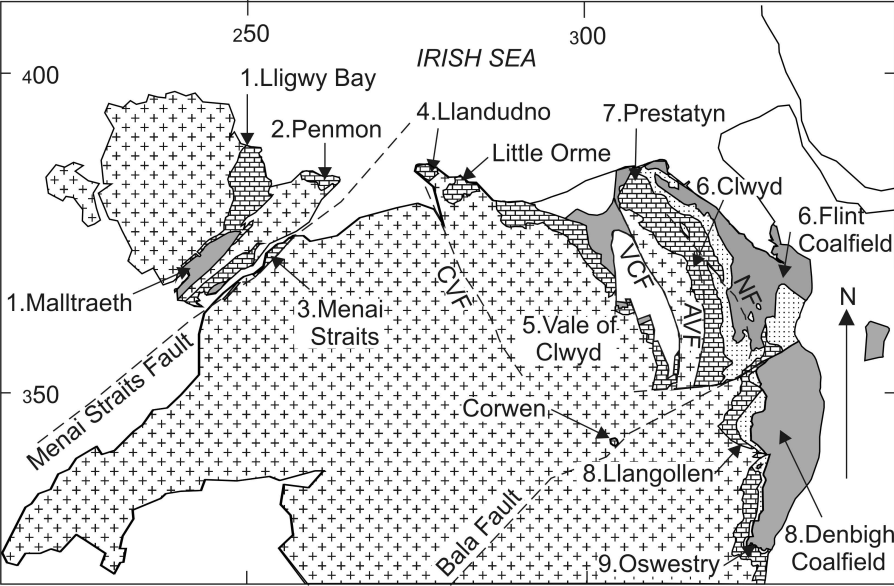 250
300
400
IRISH SEA
1.Lligwy Bay
4.Llandudno
7.Prestatyn
2.Penmon
Little Orme
6.Clwyd
6.Flint
Coalfield
VCF
CVF
NF
AVF
N
1.Malltraeth
3.Menai
Straits
5.Vale of
Clwyd
Menai Straits Fault
350
Corwen
8.Llangollen
Bala Fault
8.Denbigh
Coalfield
9.Oswestry